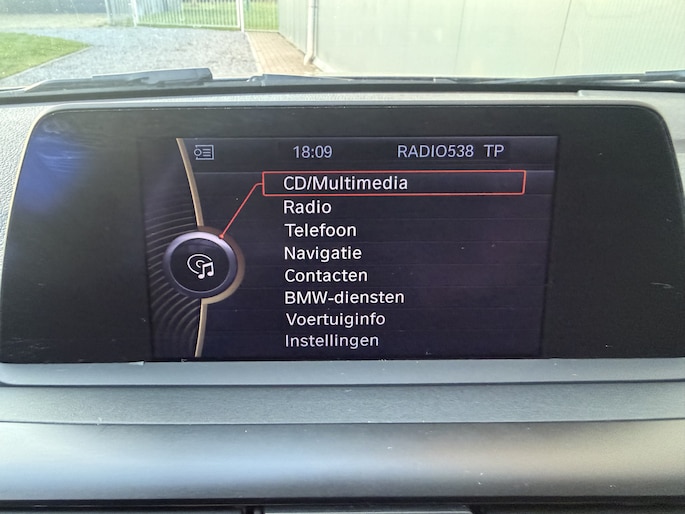 18:09 RADIO538 TP
CD/Multimedia
Radio
Telefoon
Navigatie
Contacten
BMW-diensten
Voertuiginfo
Instellingen